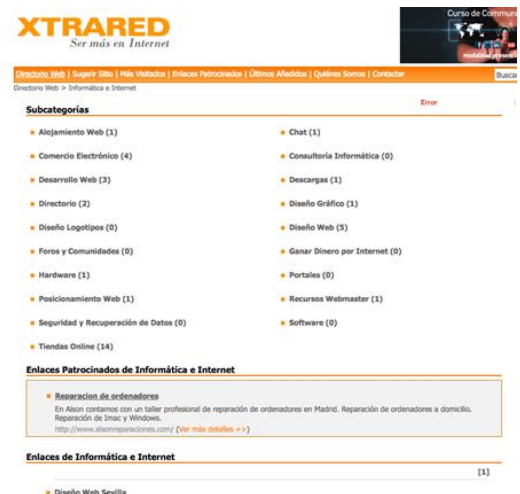 XTRARED
Ser más en Internet
Curso de Commun
modalidad presenci
Directorio Web | Sugerir Sitio | Más Visitados | Enlaces Patrocinados | Últimos Añadidos | Quiénes Somos | Contactar
Buscar
Directorio Web > Informática e Internet
Error
Subcategorías
Alojamiento Web (1)
Chat (1)
Comercio Electrónico (4)
Consultoría Informática (0)
Desarrollo Web (3)
Descargas (1)
Directorio (2)
Diseño Gráfico (1)
Diseño Logotipos (0)
Diseño Web (5)
Foros y Comunidades (0)
Ganar Dinero por Internet (0)
Hardware (1)
Portales (0)
Posicionamiento Web (1)
Recursos Webmaster (1)
Seguridad y Recuperación de Datos (0)
Software (0)
Tiendas Online (14)
Enlaces Patrocinados de Informática e Internet
Reparacion de ordenadores
En Alson contamos con un taller profesional de reparación de ordenadores en Madrid. Reparación de ordenadores a domicilio.
Reparación de Imac y Windows.
http://www.alsonreparaciones.com/ (Ver más detalles +>)
Enlaces de Informática e Internet
[1]
Diseño Web Sevilla